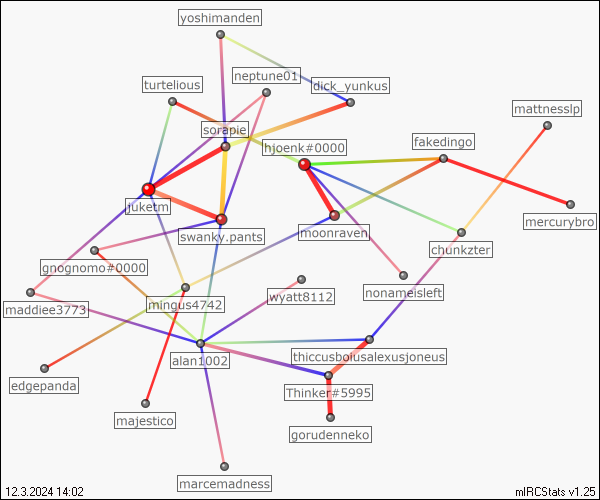 yoshimanden
neptune01
turtelious
dick_yunkus
mattnesslp
sorapie
hjoenk#0000
fakedingo
juketm
mercurybro
swanky.pants
moonraven
chunkzter
gnognomo#0000
nonameisleft
wyatt8112
mingus4742
maddiee3773
thiccusbolusalexusjoneus
alan1002
edgepanda
Thinker#5995
majestico
gorudenneko
marcemadness
12.3.2024 14:02
mIRCStats v1.25